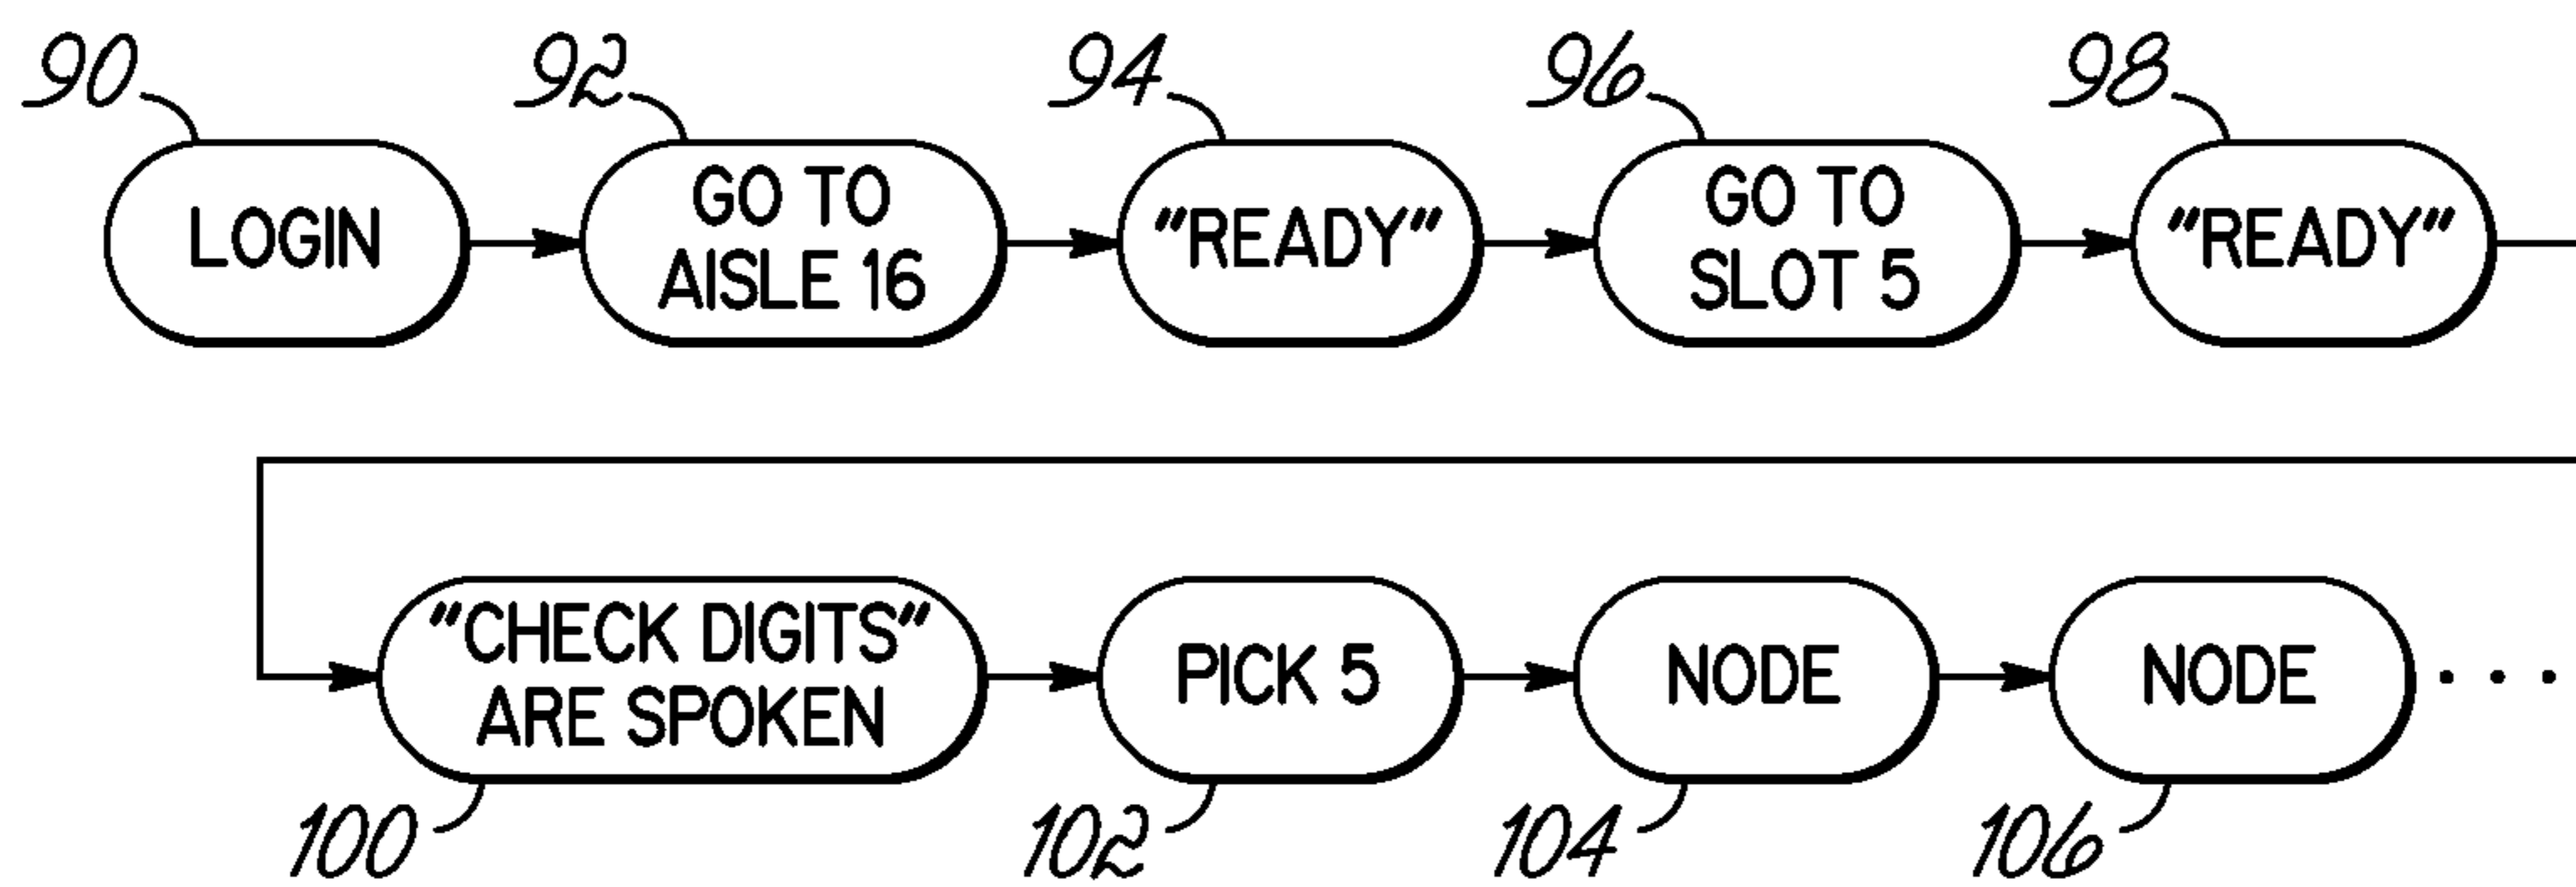 90 92 94 96 98
LOGIN
GO TO
AISLE 16
"READY"
GO TO
SLOT 5
"READY"
"CHECK DIGITS"
ARE SPOKEN
PICK 5
NODE
NODE . . .
100 102 104 106